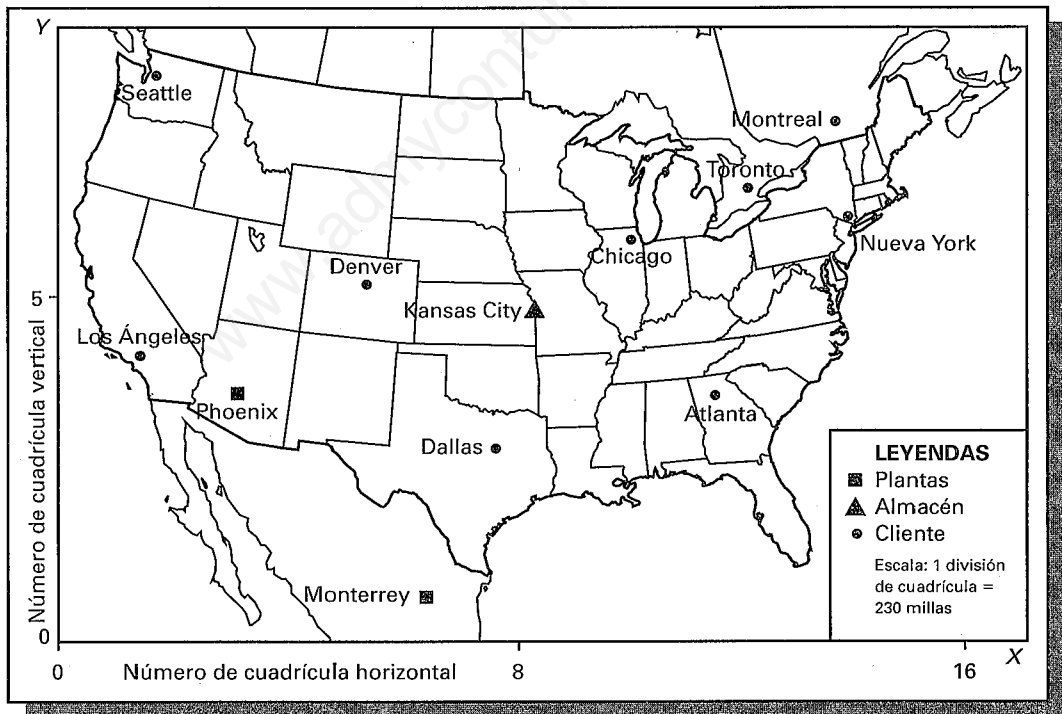 Y
Seattle
Montreal
Toronto
Nueva York
Chicago
Denver
Kansas City
5
Los Ángeles
Phoenix
Atlanta
Dallas
Monterrey
Número de cuadrícula vertical
0
LEYENDAS
Plantas
Almacén
Cliente
Escala: 1 división
de cuadrícula =
230 millas
0
Número de cuadrícula horizontal
8
16
X